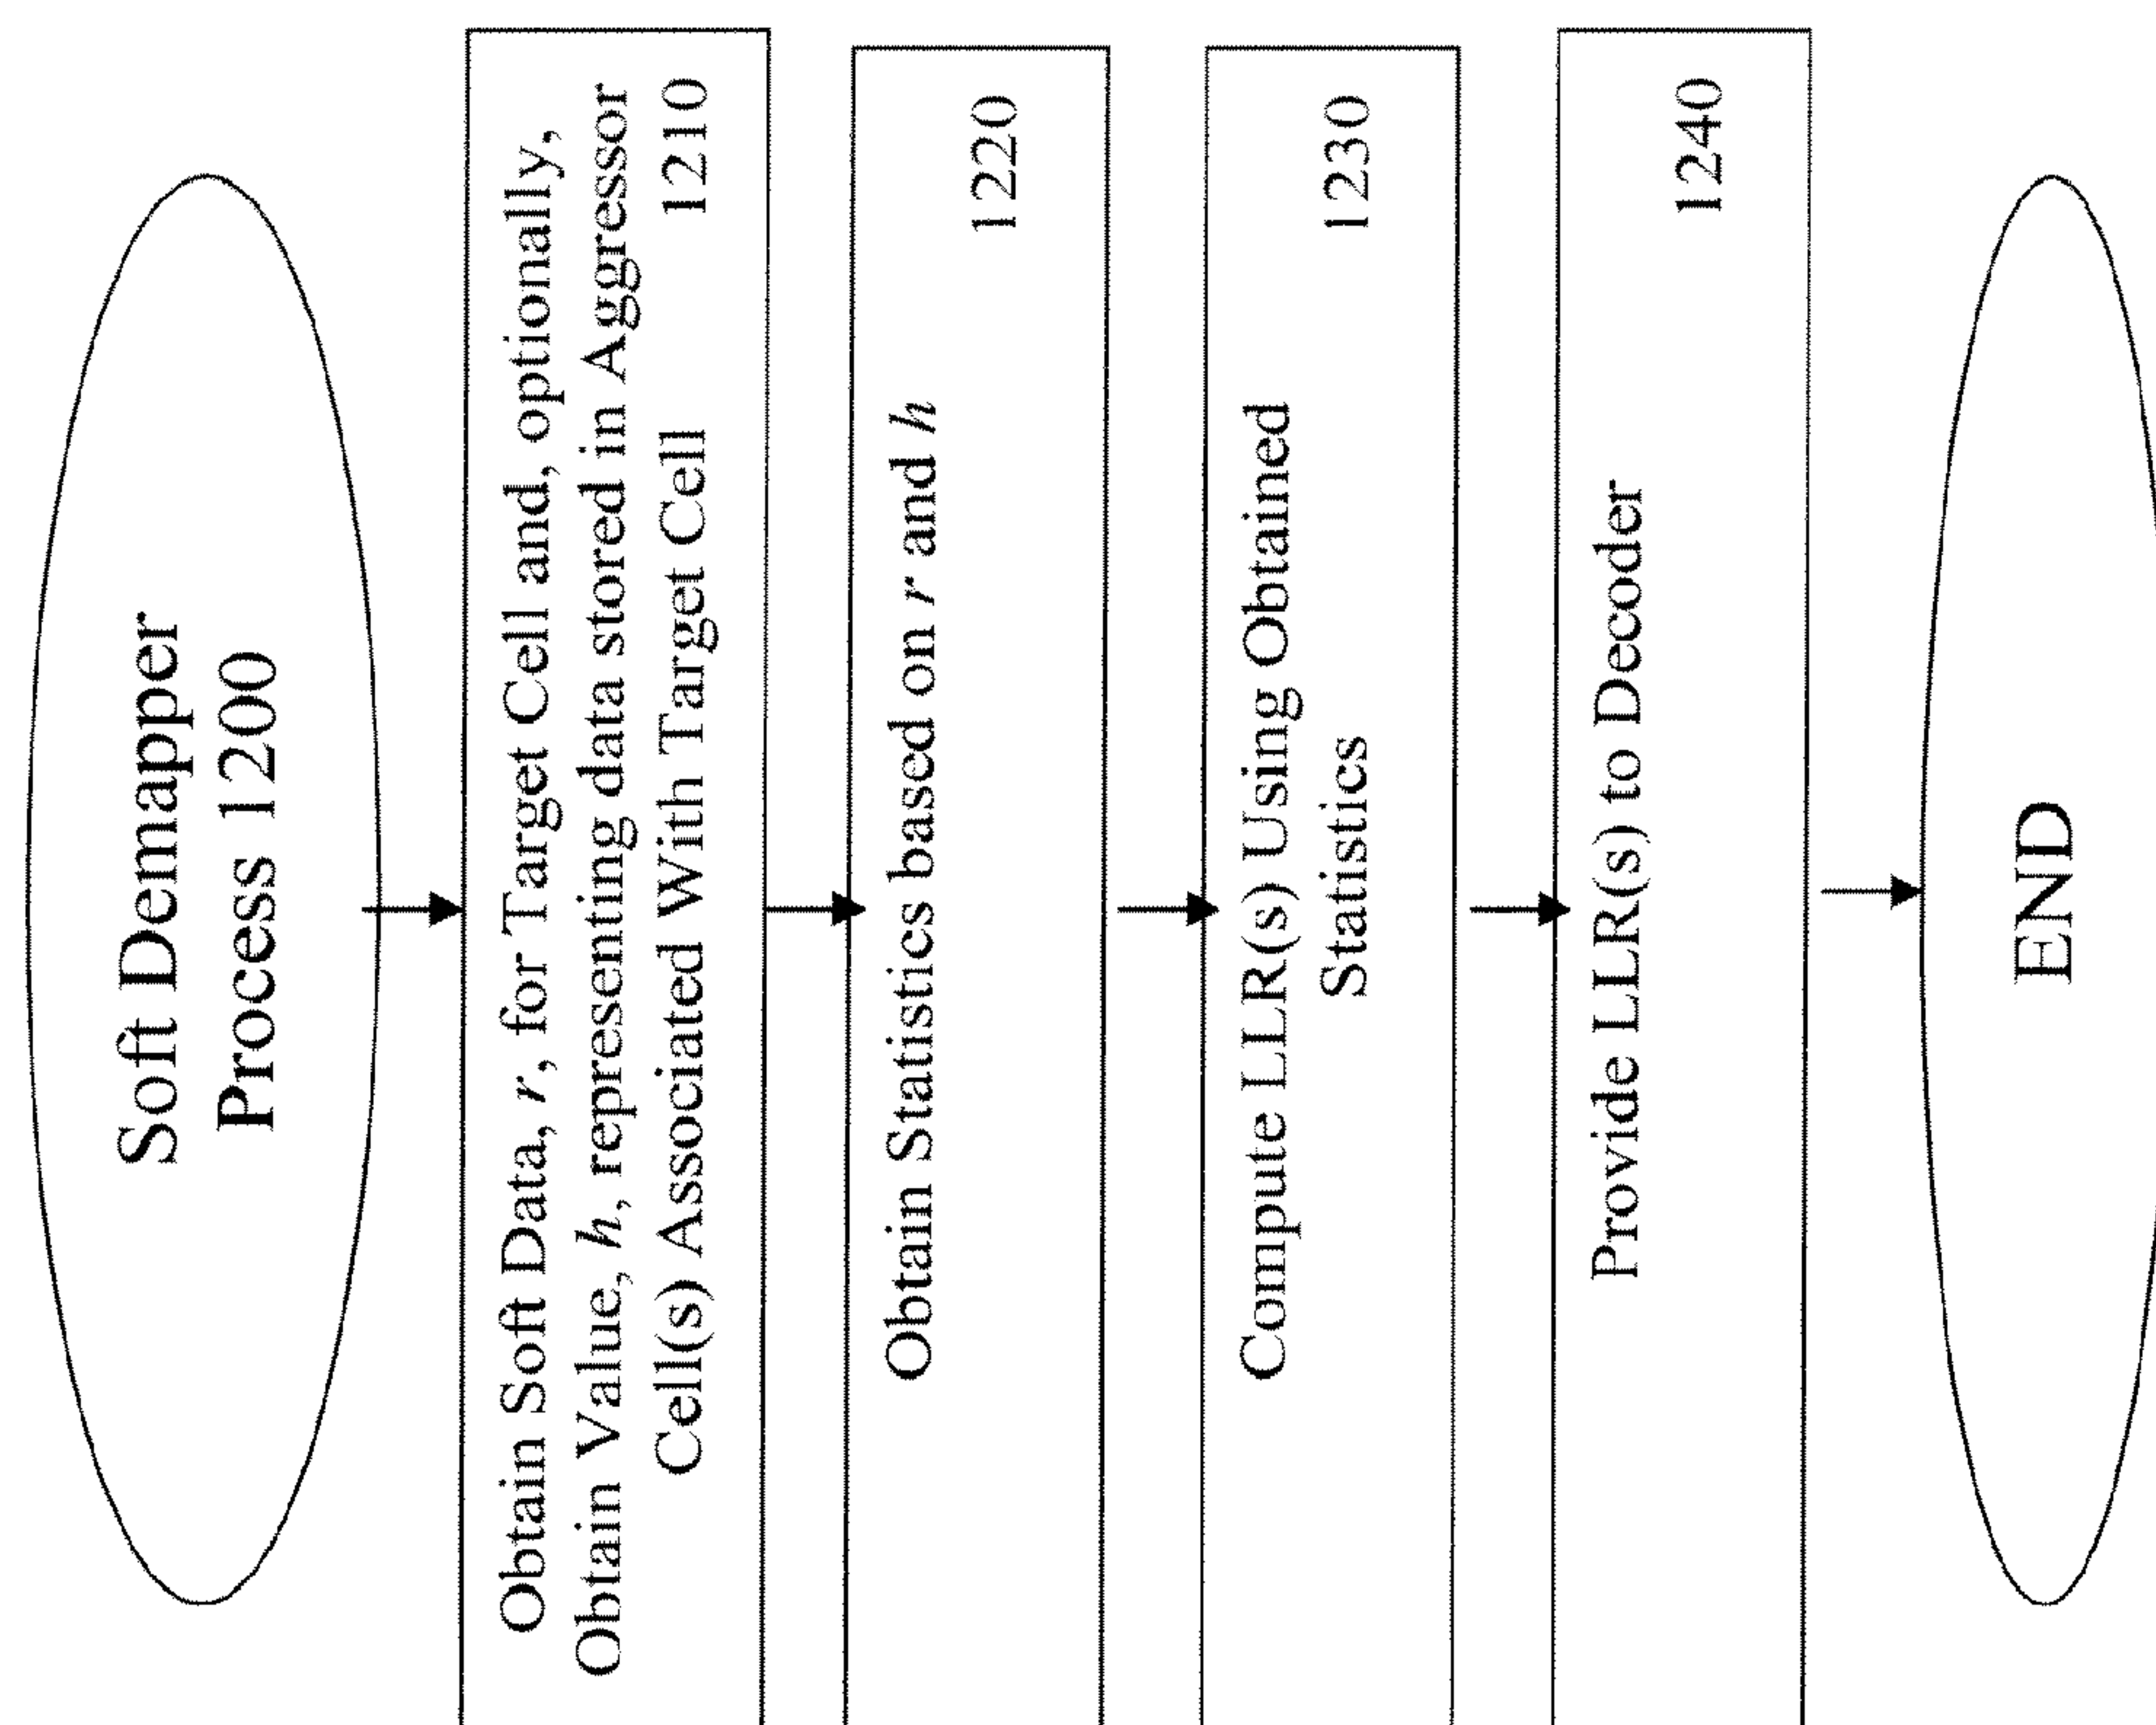 Soft Demapper
Process 1200
Obtain Soft Data, r, for Target Cell and, optionally,
Obtain Value, h, representing data stored in Aggressor
Cell(s) Associated With Target Cell 1210
Obtain Statistics based on r and h
1220
Compute LLR(s) Using Obtained
Statistics 1230
Provide LLR(s) to Decoder
1240
END